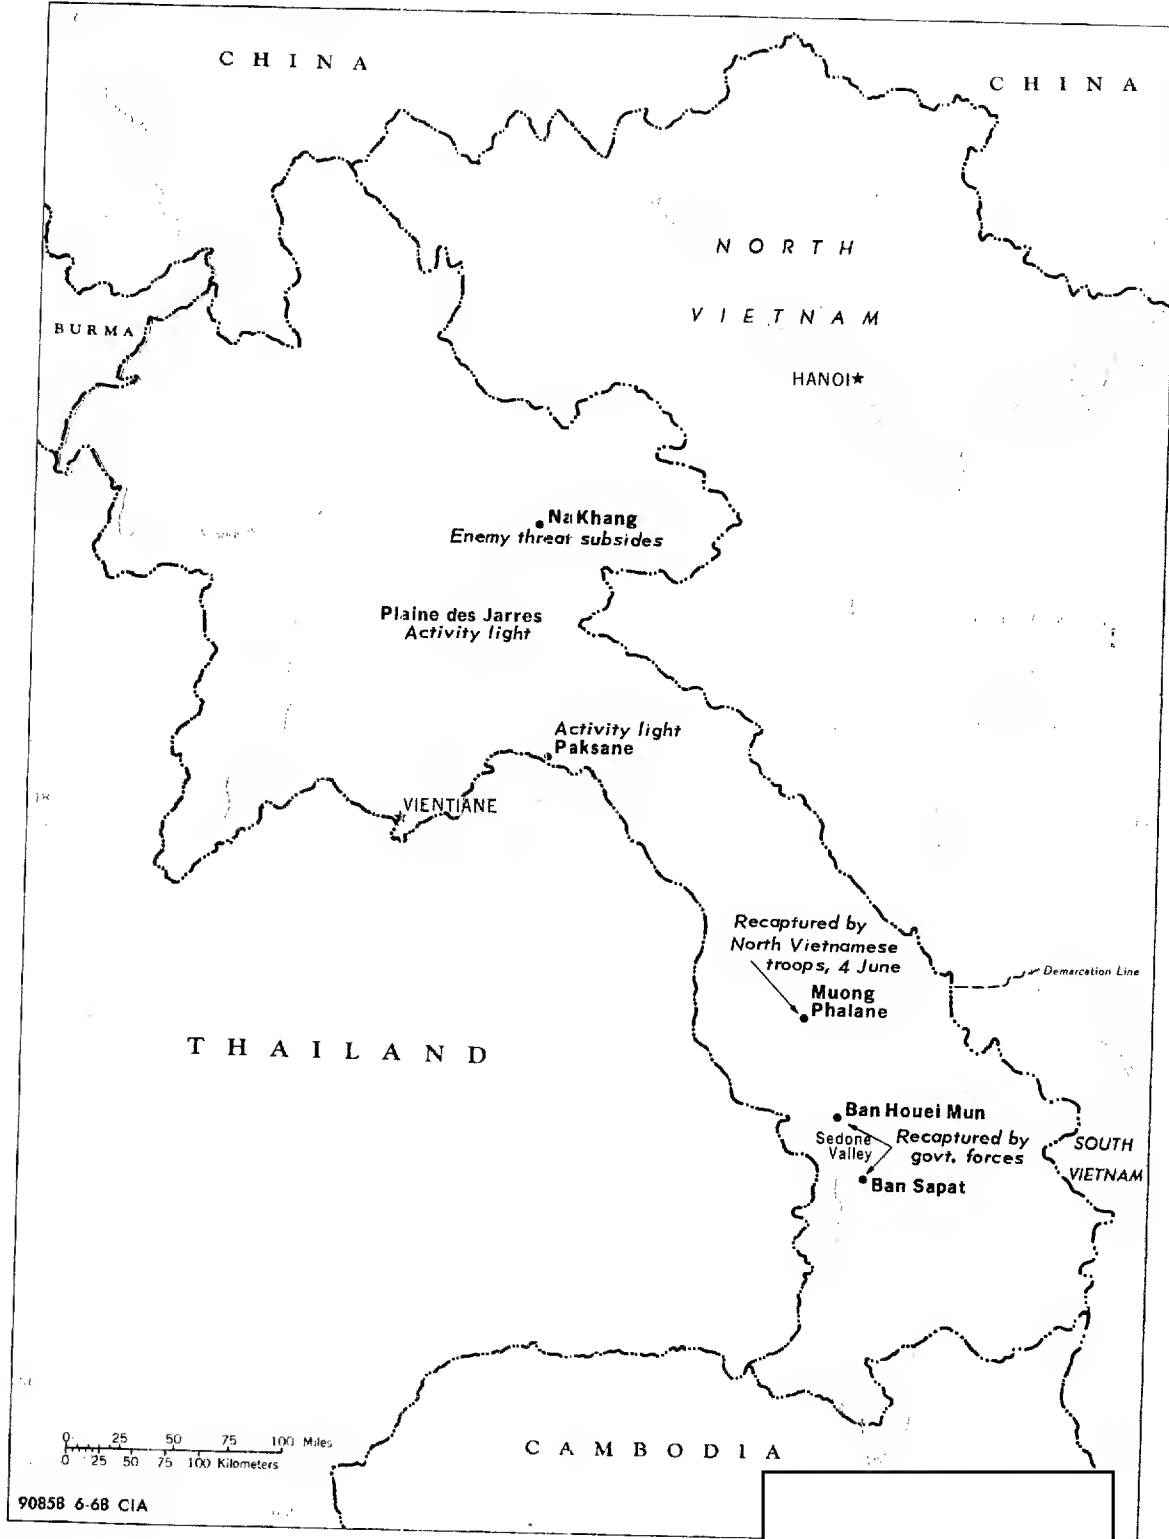 C H I N A
C H I N A
N O R T H
V I E T N A M
BURMA
HANOI
Na Khang
Enemy threat subsides
Plaine des Jarres
Activity light
Activity light
Paksane
VIENTIANE
Recaptured by
North Vietnamese
troops, 4 June
Demarcation Line
Muong
Phalane
T H A I L A N D
Ban Houei Mun
Sedone
Valley
Recaptured by
govt. forces
SOUTH
VIETNAM
Ban Sapat
0 25 50 75 100 Miles
0 25 50 75 100 Kilometers
C A M B O D I A
90858 6-68 CIA